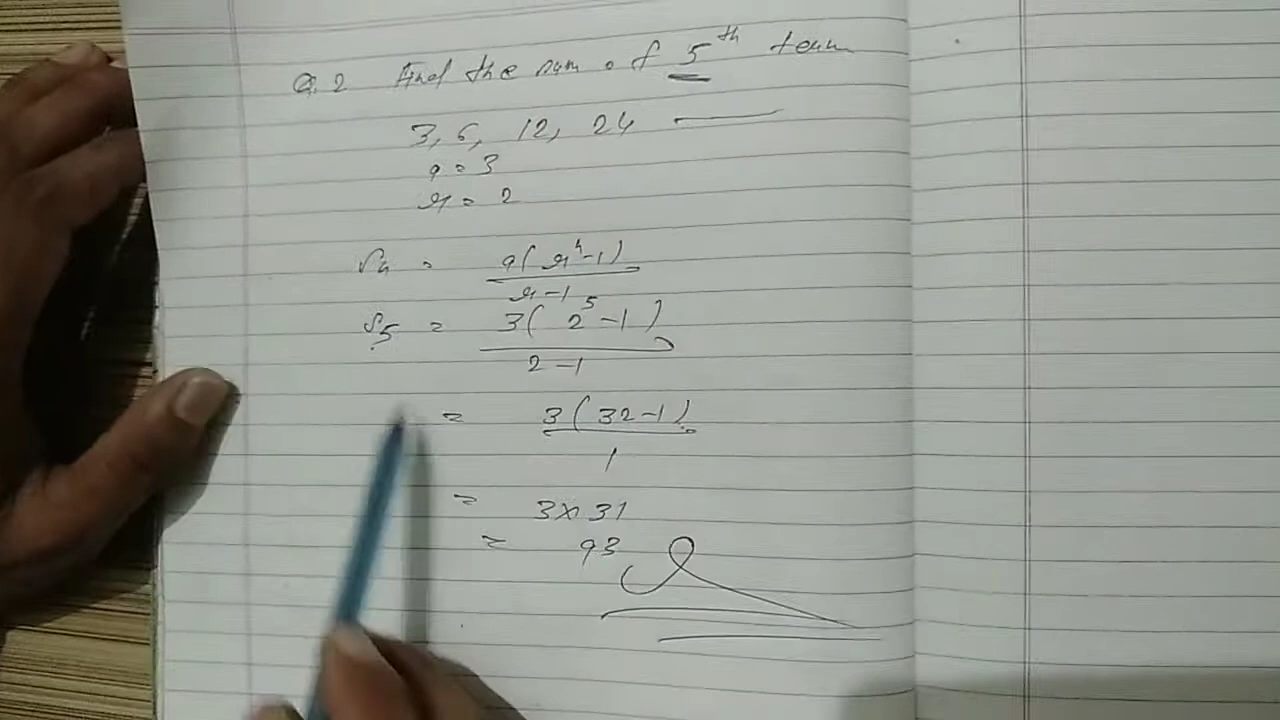 Q. 2 Find the sum of 5th term
3, 6, 12, 24 ———
a = 3
r = 2
Sn = a(r^n-1) / r-1
S5 = 3( 2^5 -1) / 2-1
= 3(32-1) / 1
= 3×31
= 93